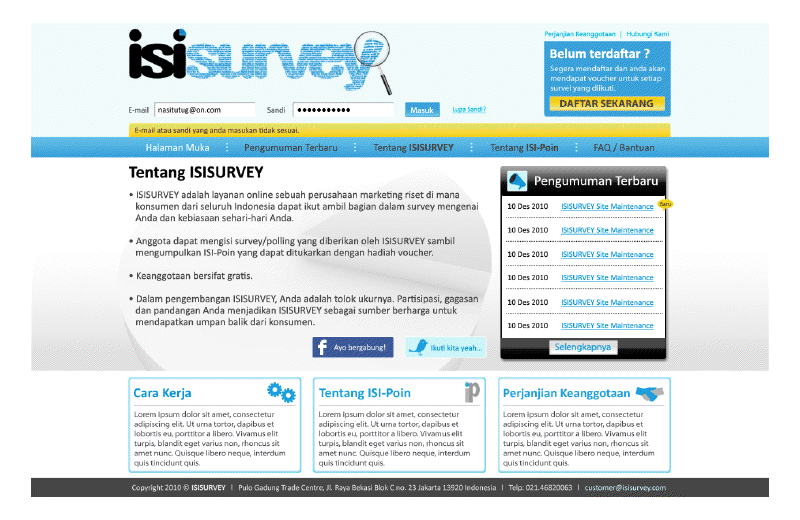 isisurvey
Perjanjian Keanggotaan | Hubungi Kami
Belum terdaftar ?
Segera mendaftar dan anda akan
mendapat voucher untuk setiap
survei yang diikuti.
DAFTAR SEKARANG
E-mail nasitutug@on.com Sandi Masuk Lupa Sandi?
E-mail atau sandi yang anda masukan tidak sesuai.
Halaman Muka Pengumuman Terbaru Tentang ISISURVEY Tentang ISI-Poin FAQ / Bantuan
Tentang ISISURVEY
• ISISURVEY adalah layanan online sebuah perusahaan marketing riset di mana
konsumen dari seluruh Indonesia dapat ikut ambil bagian dalam survey mengenai
Anda dan kebiasaan sehari-hari Anda.
• Anggota dapat mengisi survey/polling yang diberikan oleh ISISURVEY sambil
mengumpulkan ISI-Poin yang dapat ditukarkan dengan hadiah voucher.
• Keanggotaan bersifat gratis.
• Dalam pengembangan ISISURVEY, Anda adalah tolok ukurnya. Partisipasi, gagasan
dan pandangan Anda menjadikan ISISURVEY sebagai sumber berharga untuk
mendapatkan umpan balik dari konsumen.
f Ayo bergabung! Ikuti kita yeah...
Pengumuman Terbaru
10 Des 2010 ISISURVEY Site Maintenance Baru
10 Des 2010 ISISURVEY Site Maintenance
10 Des 2010 ISISURVEY Site Maintenance
10 Des 2010 ISISURVEY Site Maintenance
10 Des 2010 ISISURVEY Site Maintenance
10 Des 2010 ISISURVEY Site Maintenance
Selengkapnya
Cara Kerja
Lorem Ipsum dolor sit amet, consectetur
adipiscing elit. Ut urna tortor, dapibus et
lobortis eu, porttitor a libero. Vivamus elit
turpis, blandit eget varius non, rhoncus sit
amet nunc. Quisque libero neque, interdum
quis tincidunt quis.
Tentang ISI-Poin ip
Lorem Ipsum dolor sit amet, consectetur
adipiscing elit. Ut urna tortor, dapibus et
lobortis eu, porttitor a libero. Vivamus elit
turpis, blandit eget varius non, rhoncus sit
amet nunc. Quisque libero neque, interdum
quis tincidunt quis.
Perjanjian Keanggotaan
Lorem Ipsum dolor sit amet, consectetur
adipiscing elit. Ut urna tortor, dapibus et
lobortis eu, porttitor a libero. Vivamus elit
turpis, blandit eget varius non, rhoncus sit
amet nunc. Quisque libero neque, interdum
quis tincidunt quis.
Copyright 2010 © ISISURVEY | Pulo Gadung Trade Centre, Jl. Raya Bekasi Blok C no. 23 Jakarta 13920 Indonesia | Telp: 021.46820063 | customer@isisurvey.com